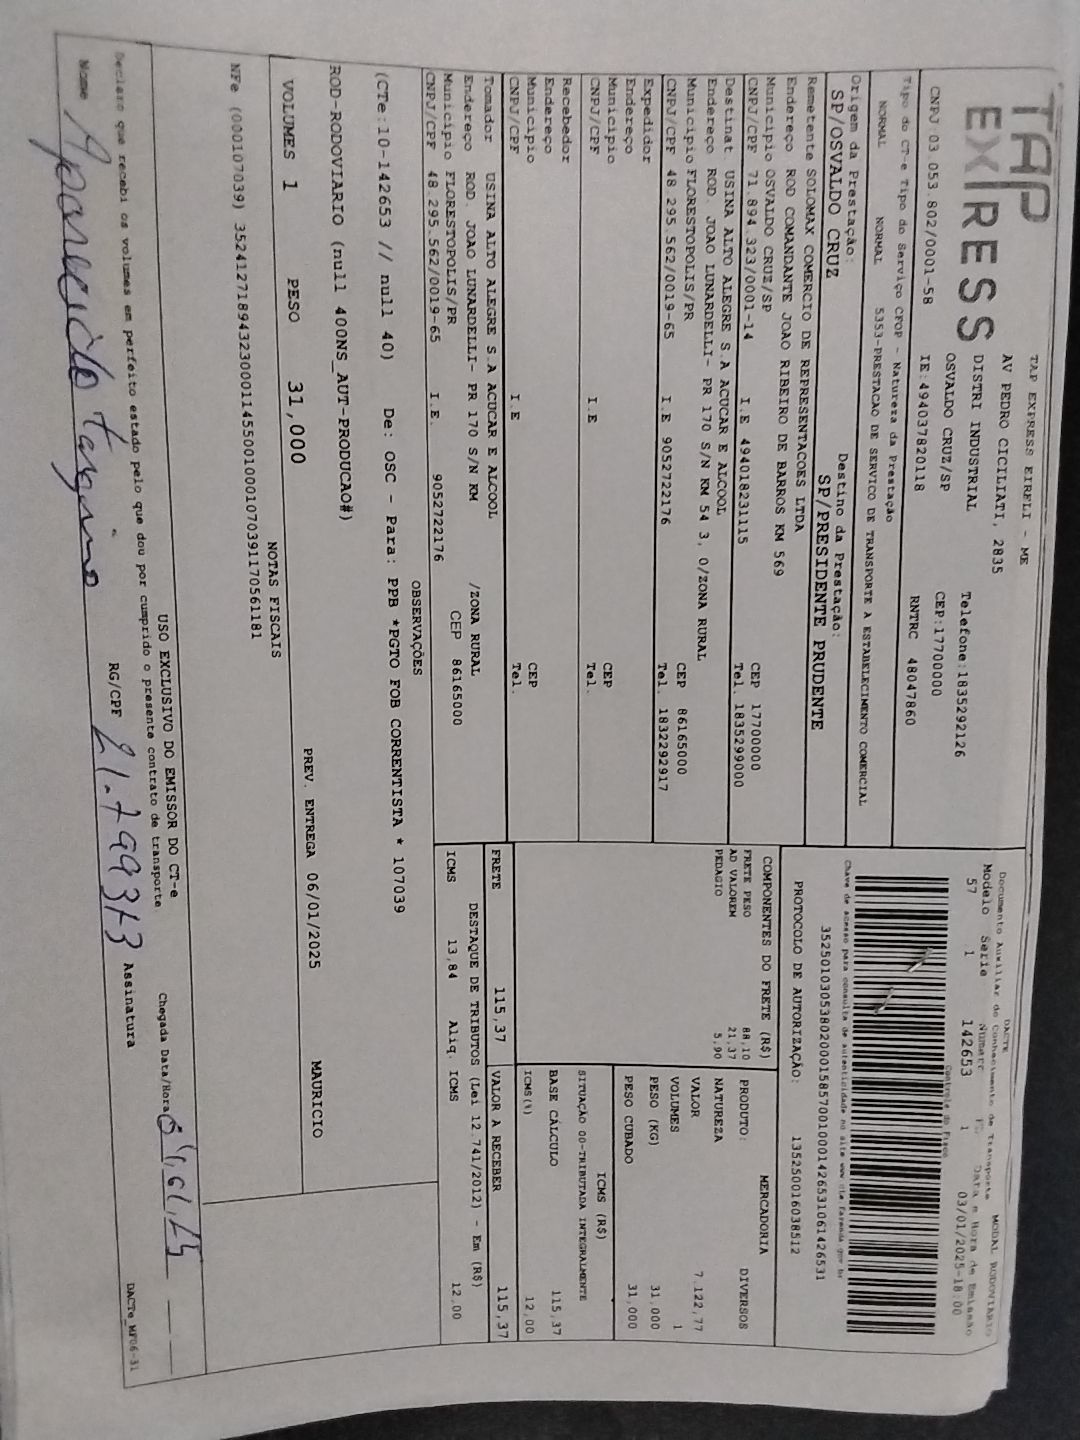 TAP
EXPRESS
TAP EXPRESS EIRELI - ME
AV PEDRO CICILIATI, 2835
DISTRI INDUSTRIAL
OSVALDO CRUZ/SP
IE:494037820118
Telefone:1835292126
CEP:17700000
RNTRC 48047860
CNPJ 03.053.802/0001-58
DACTE
Documento Auxiliar do Conhecimento de Transporte
MODAL RODOVIARIO
Modelo Serie Número Data e Hora de Emissão
57 1 142653 1 03/01/2025-18:00
Controle do Fisco
Chave de acesso para consulta de autenticidade no site www.cte.fazenda.gov.br
35250103053802000158570010001426531061426531
PROTOCOLO DE AUTORIZAÇÃO: 135250016038512
Tipo do CT-e Tipo do Serviço CFOP - Natureza da Prestação
NORMAL NORMAL 5353-PRESTACAO DE SERVICO DE TRANSPORTE A ESTABELECIMENTO COMERCIAL
Origem da Prestação: Destino da Prestação:
SP/OSVALDO CRUZ SP/PRESIDENTE PRUDENTE
Remetente SOLOMAX COMERCIO DE REPRESENTACOES LTDA
Endereço ROD COMANDANTE JOAO RIBEIRO DE BARROS KM 569
Município OSVALDO CRUZ/SP CEP 17700000
CNPJ/CPF 71.894.323/0001-14 I.E 494018231115 Tel. 1835299000
Destinat. USINA ALTO ALEGRE S.A ACUCAR E ALCOOL
Endereço ROD. JOAO LUNARDELLI- PR 170 S/N KM 54 3, 0/ZONA RURAL
Município FLORESTOPOLIS/PR CEP 86165000
CNPJ/CPF 48.295.562/0019-65 I.E 9052722176 Tel. 1832292917
Expedidor
Endereço
Município CEP
CNPJ/CPF I.E Tel.
Recebedor
Endereço
Município CEP
CNPJ/CPF I.E Tel.
Tomador USINA ALTO ALEGRE S.A ACUCAR E ALCOOL
Endereço ROD. JOAO LUNARDELLI- PR 170 S/N KM /ZONA RURAL
Município FLORESTOPOLIS/PR CEP 86165000
CNPJ/CPF 48.295.562/0019-65 I.E. 9052722176
COMPONENTES DO FRETE (R$)
FRETE PESO 88,10
AD VALOREM 21,37
PEDAGIO 5,90
MERCADORIA
PRODUTO: DIVERSOS
NATUREZA
VALOR 7.122,77
VOLUMES 1
PESO (KG) 31,000
PESO CUBADO 31,000
ICMS (R$)
SITUAÇÃO 00-TRIBUTADA INTEGRALMENTE
BASE CÁLCULO 115,37
ICMS(%) 12,00
FRETE 115,37 VALOR A RECEBER 115,37
DESTAQUE DE TRIBUTOS (Lei 12.741/2012) - Em (R$)
ICMS 13,84 Aliq. ICMS 12,00
OBSERVAÇÕES
(CTe:10-142653 // null 40) De: OSC - Para: PPB *PGTO FOB CORRENTISTA * 107039
ROD-RODOVIARIO (null 400NS_AUT-PRODUCAO#)
VOLUMES 1 PESO 31,000 PREV. ENTREGA 06/01/2025 MAURICIO
NOTAS FISCAIS
NFe (000107039) 35241271894323000114550010001070391170561181
USO EXCLUSIVO DO EMISSOR DO CT-e
Declaro que recebi os volumes em perfeito estado pelo que dou por cumprido o presente contrato de transporte.
Chegada Data/Hora
Nome Aparecido RG/CPF Assinatura
DACTe_MF06-31